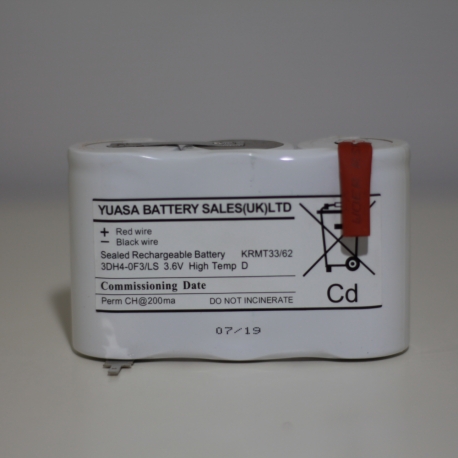 YUASA BATTERY SALES(UK)LTD
+ Red wire
− Black wire
Sealed Rechargeable Battery KRMT33/62
3DH4-0F3/LS 3.6V High Temp D
Commissioning Date
Perm CH@200ma DO NOT INCINERATE
Cd
07/19